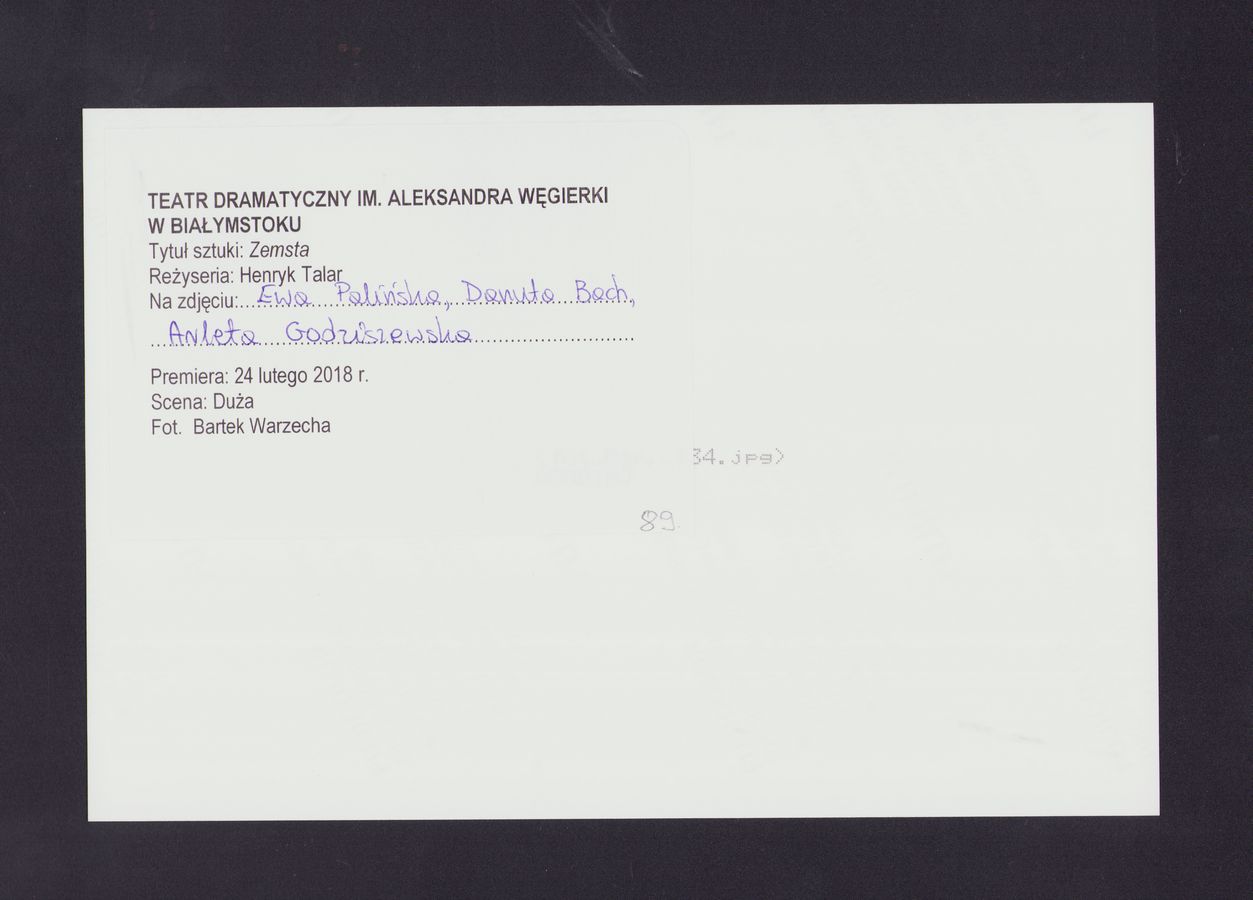 TEATR DRAMATYCZNY IM. ALEKSANDRA WĘGIERKI
W BIAŁYMSTOKU
Tytuł sztuki: Zemsta
Reżyseria: Henryk Talar
Na zdjęciu: Ewa Palińska, Danuta Bach,
Arleta Godziszewska
Premiera: 24 lutego 2018 r.
Scena: Duża
Fot. Bartek Warzecha
34.jpg)
89